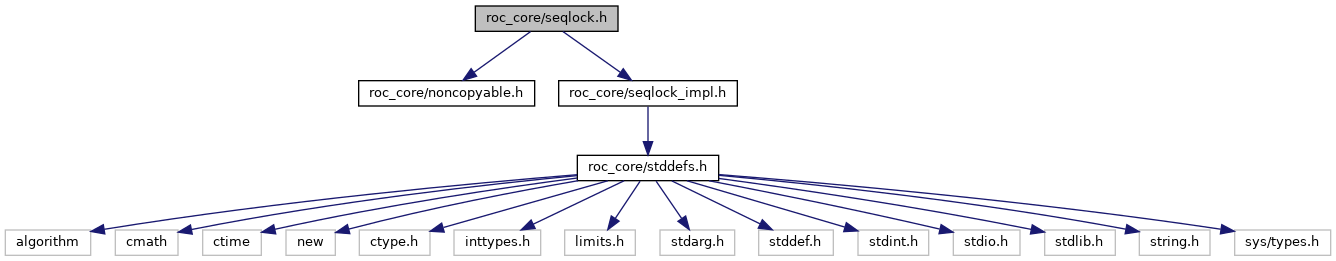 roc_core/seqlock.h
roc_core/noncopyable.h
roc_core/seqlock_impl.h
roc_core/stddefs.h
algorithm
cmath
ctime
new
ctype.h
inttypes.h
limits.h
stdarg.h
stddef.h
stdint.h
stdio.h
stdlib.h
string.h
sys/types.h